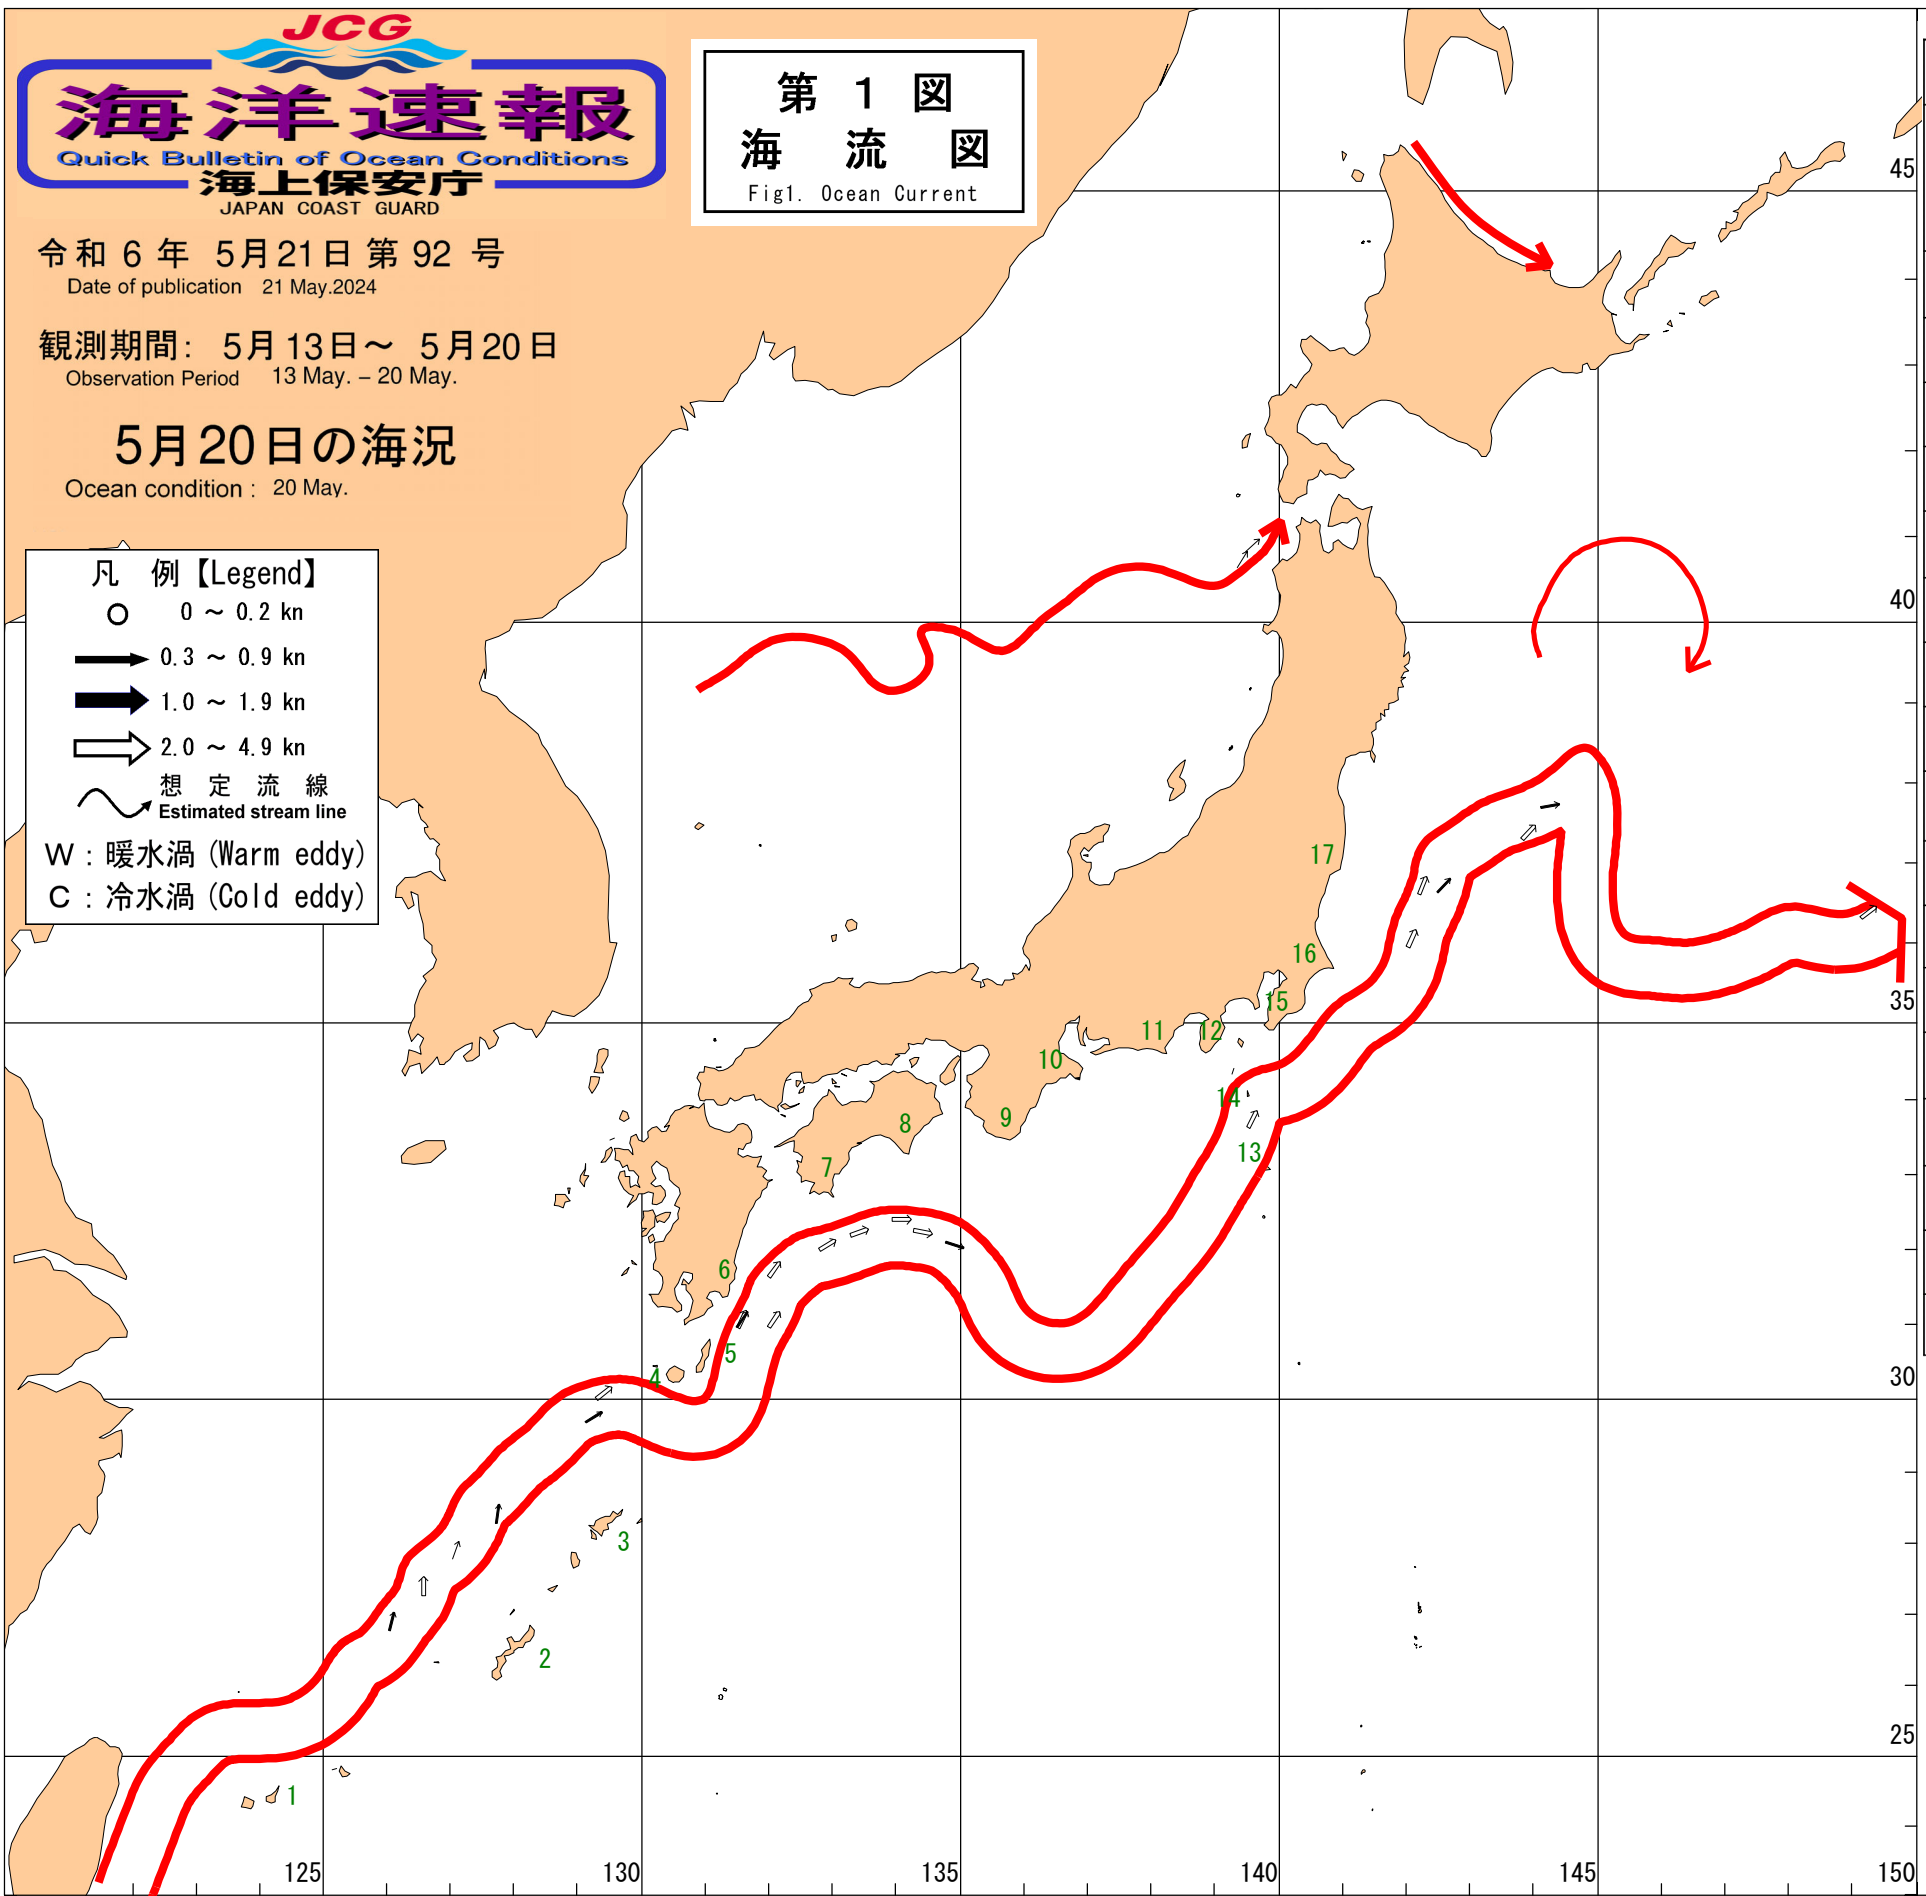 JCG
海洋速報
Quick Bulletin of Ocean Conditions
海上保安庁
JAPAN COAST GUARD
令和 6 年 5月21日 第 92 号
Date of publication 21 May.2024
観測期間: 5月13日～ 5月20日
Observation Period 13 May. – 20 May.
5月20日の海況
Ocean condition : 20 May.
第 1 図
海 流 図
Fig1. Ocean Current
凡 例【Legend】
0 ～ 0.2 kn
0.3 ～ 0.9 kn
1.0 ～ 1.9 kn
2.0 ～ 4.9 kn
想 定 流 線
Estimated stream line
W : 暖水渦 (Warm eddy)
C : 冷水渦 (Cold eddy)
45
40
35
30
25
17
16
15
12
11
10
14
9
8
13
7
6
5
4
3
2
1
125
130
135
140
145
150